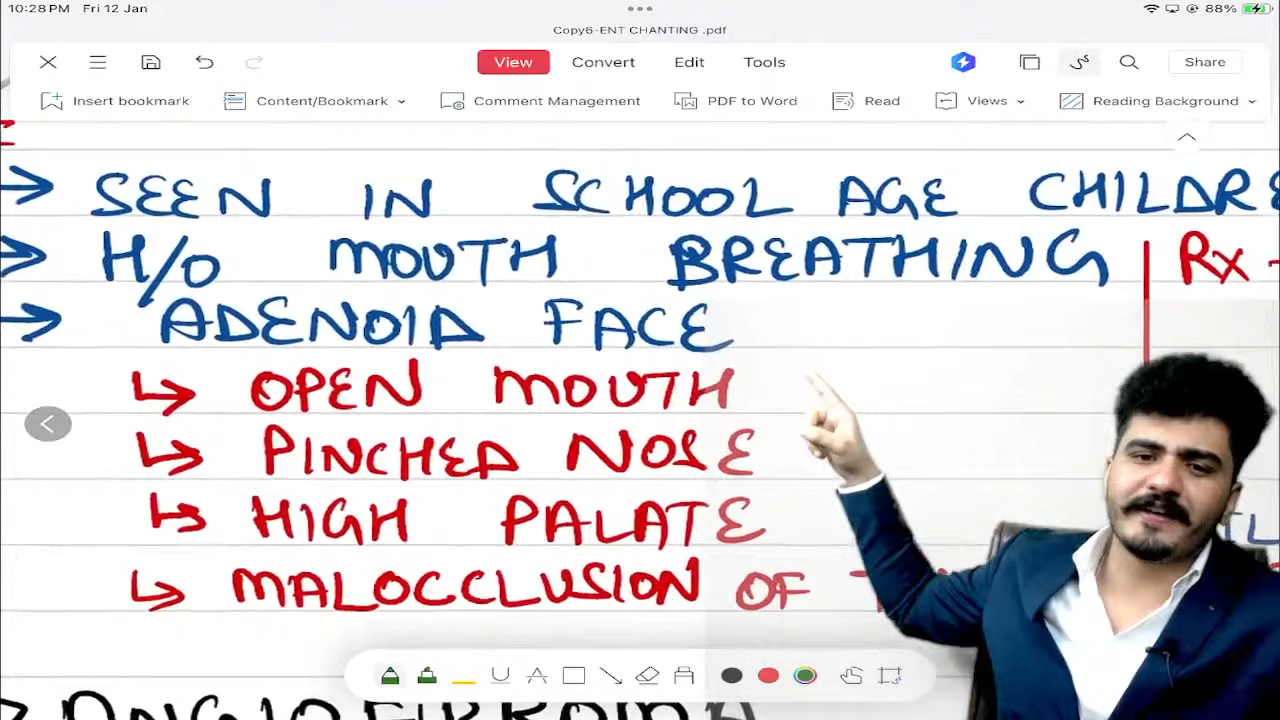 10:28 PM Fri 12 Jan
88%
Copy6-ENT CHANTING .pdf
View Convert Edit Tools Share
Insert bookmark Content/Bookmark Comment Management PDF to Word Read Views Reading Background
→ SEEN IN SCHOOL AGE CHILDRE
→ H/O MOUTH BREATHING Rx
→ ADENOID FACE
↳ OPEN MOUTH
↳ PINCHED NOSE
↳ HIGH PALATE
↳ MALOCCLUSION OF